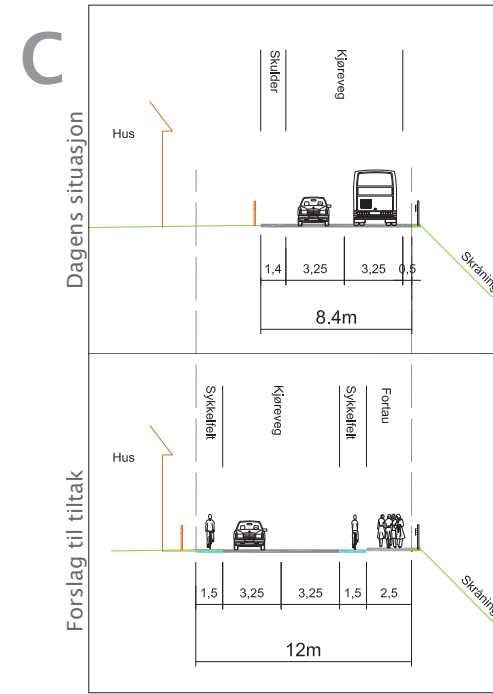 C
Dagens situasjon
Hus
Skulder
Kjøreveg
1,4
3,25
3,25
0,5
8.4m
Skråning
Forslag til tiltak
Hus
Sykkelfelt
Kjøreveg
Sykkelfelt
Fortau
1,5
3,25
3,25
1,5
2,5
12m
Skråning